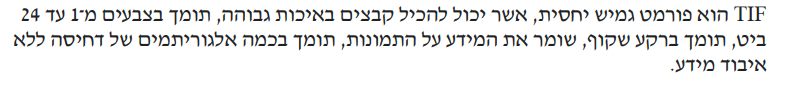 TIF הוא פורמט גמיש יחסית, אשר יכול להכיל קבצים באיכות גבוהה, תומך בצבעים מ־1 עד 24
ביט, תומך ברקע שקוף, שומר את המידע על התמונות, תומך בכמה אלגוריתמים של דחיסה ללא
איבוד מידע.